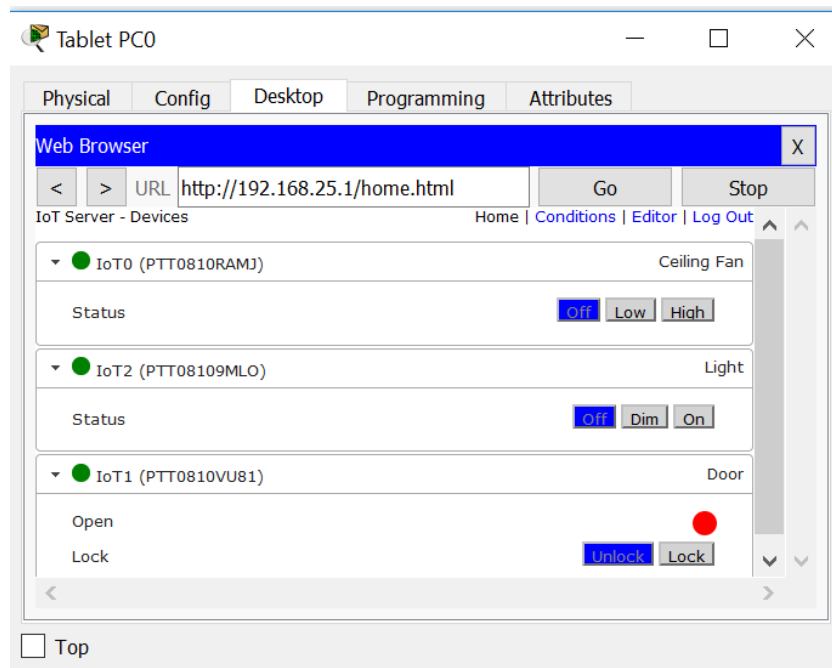 Tablet PC0
Physical Config Desktop Programming Attributes
Web Browser X
< > URL http://192.168.25.1/home.html Go Stop
IoT Server - Devices Home | Conditions | Editor | Log Out
IoT0 (PTT0810RAMJ) Ceiling Fan
Status Off Low High
IoT2 (PTT08109MLO) Light
Status Off Dim On
IoT1 (PTT0810VU81) Door
Open
Lock Unlock Lock
Top